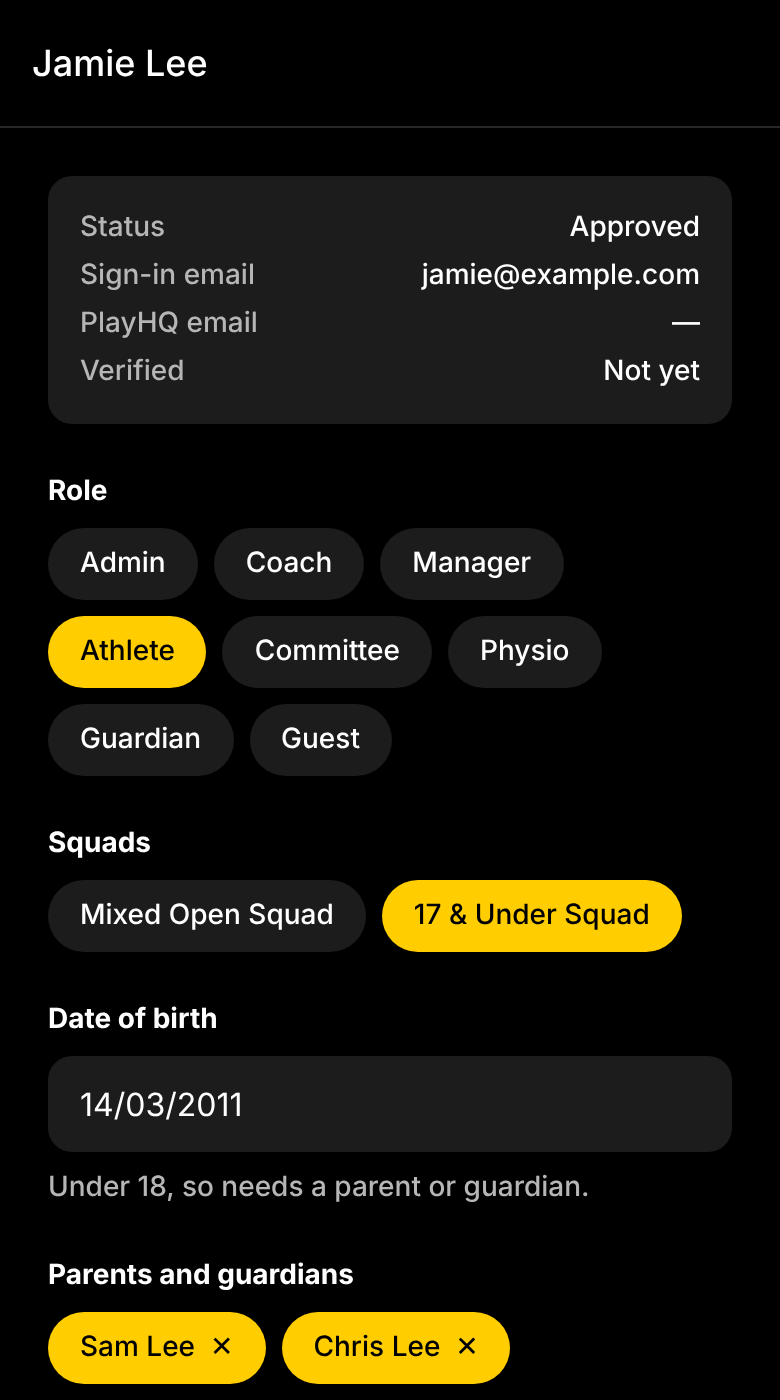 Jamie Lee
Status Approved
Sign-in email jamie@example.com
PlayHQ email —
Verified Not yet
Role
Admin Coach Manager
Athlete Committee Physio
Guardian Guest
Squads
Mixed Open Squad 17 & Under Squad
Date of birth
14/03/2011
Under 18, so needs a parent or guardian.
Parents and guardians
Sam Lee ✕ Chris Lee ✕